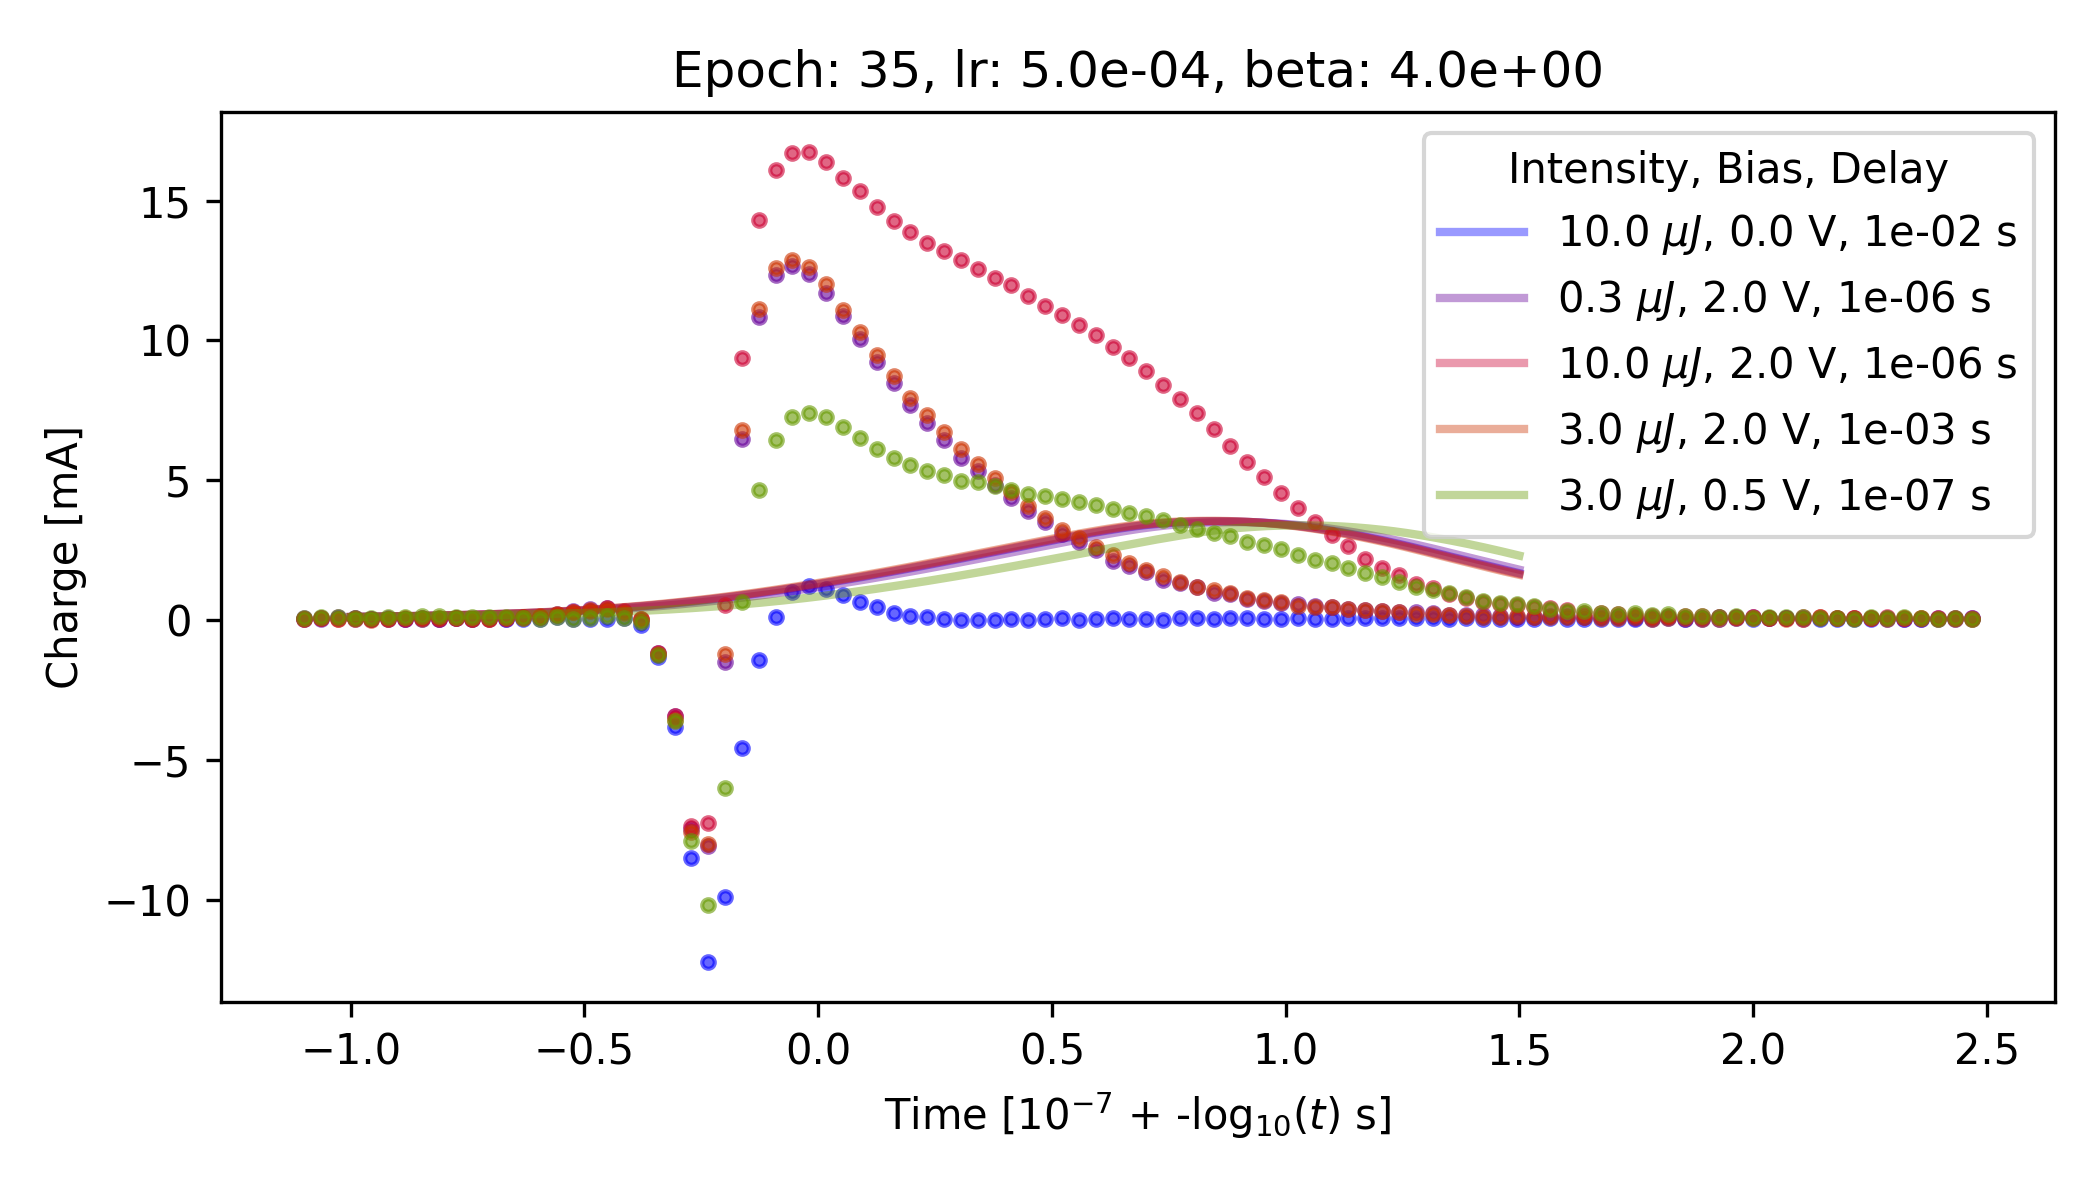 Epoch: 35, lr: 5.0e-04, beta: 4.0e+00
Intensity, Bias, Delay
10.0 μJ, 0.0 V, 1e-02 s
0.3 μJ, 2.0 V, 1e-06 s
10.0 μJ, 2.0 V, 1e-06 s
3.0 μJ, 2.0 V, 1e-03 s
3.0 μJ, 0.5 V, 1e-07 s
Charge [mA]
15
10
5
0
−5
−10
−1.0 −0.5 0.0 0.5 1.0 1.5 2.0 2.5
Time [10⁻⁷ + -log₁₀(t) s]